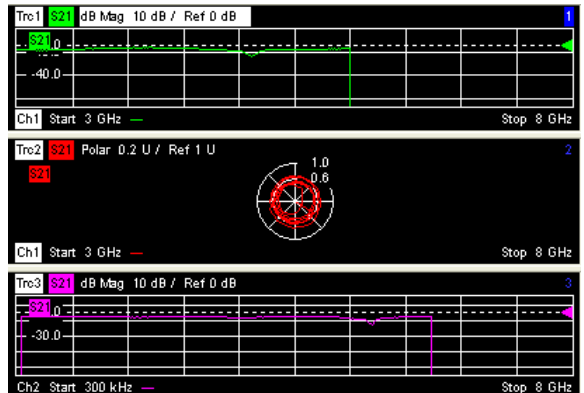 Trc1 S21 dB Mag 10 dB / Ref 0 dB 1
S21
-40.0
Ch1 Start 3 GHz — Stop 8 GHz
Trc2 S21 Polar 0.2 U / Ref 1 U 2
S21
1.0
0.6
Ch1 Start 3 GHz — Stop 8 GHz
Trc3 S21 dB Mag 10 dB / Ref 0 dB 3
S21
-30.0
Ch2 Start 300 kHz — Stop 8 GHz